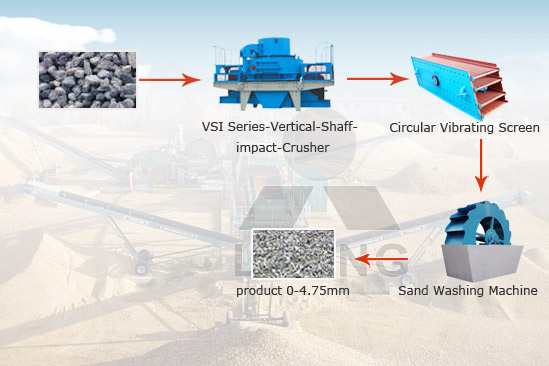 VSI Series-Vertical-Shaff-
impact-Crusher
Circular Vibrating Screen
product 0-4.75mm
Sand Washing Machine